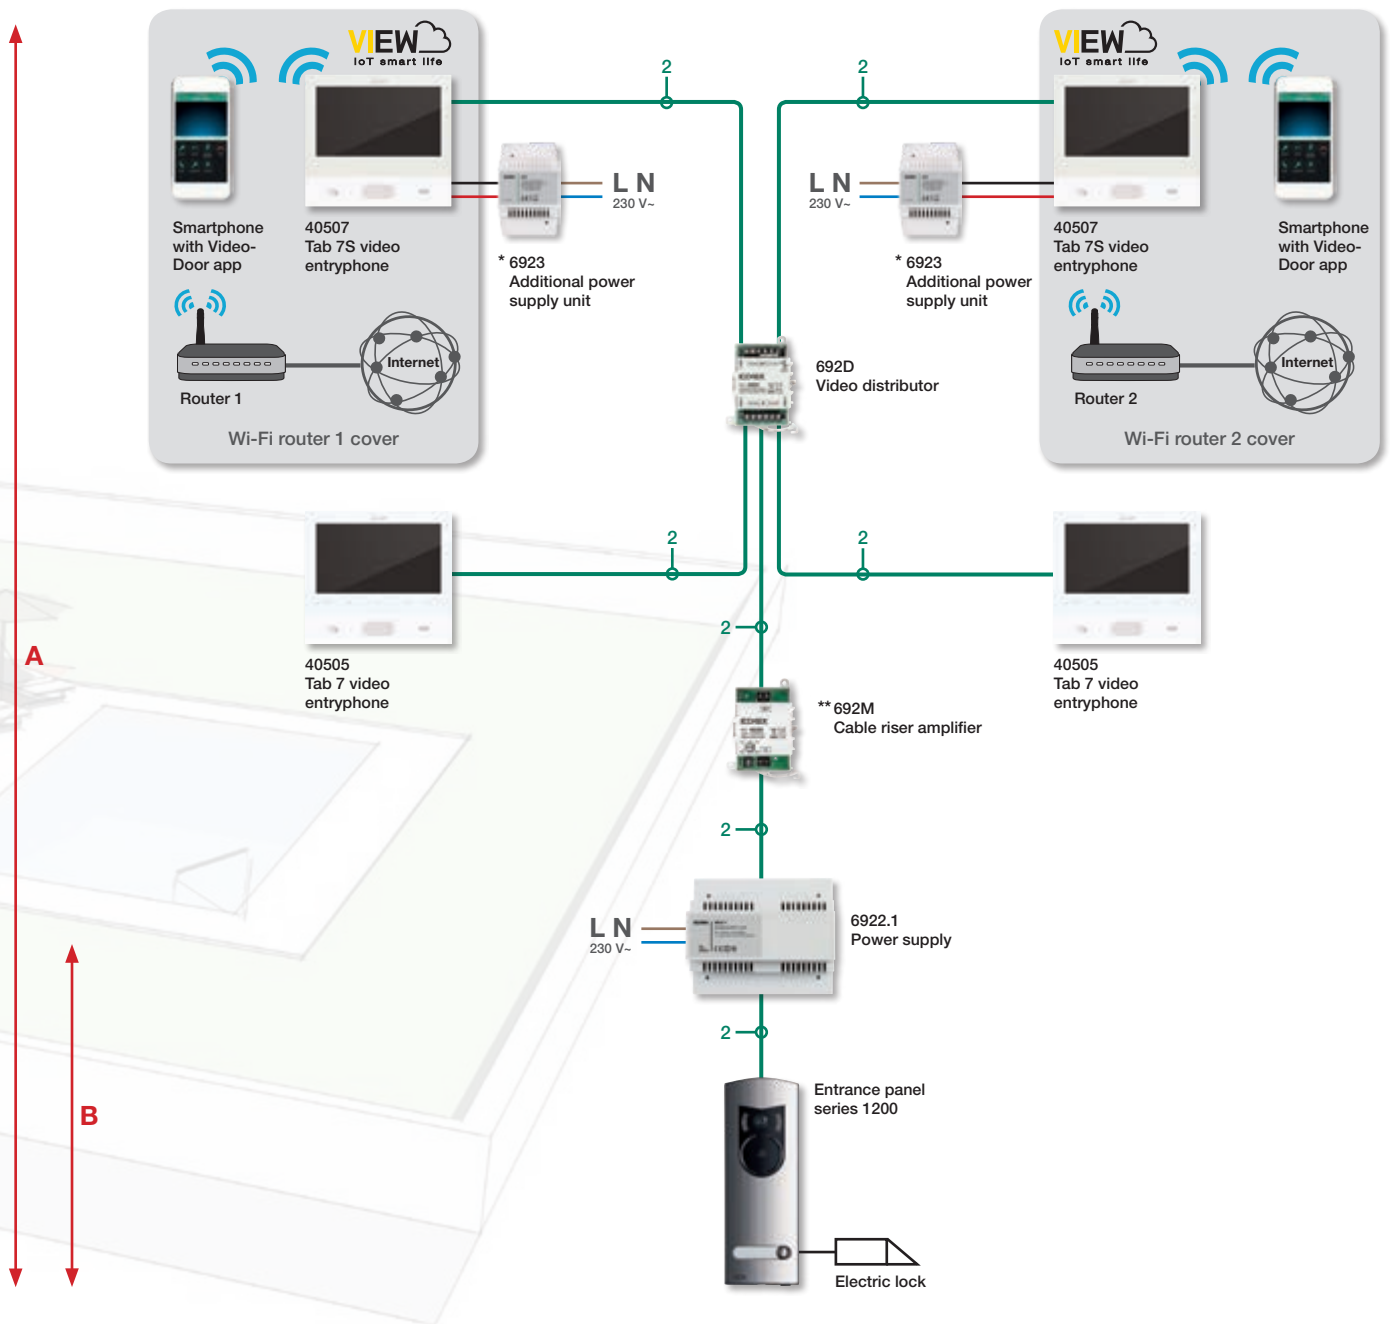 VIEW
IoT smart life
VIEW
IoT smart life
2
2
L N
230 V~
L N
230 V~
Smartphone
with Video-
Door app
40507
Tab 7S video
entryphone
* 6923
Additional power
supply unit
* 6923
Additional power
supply unit
40507
Tab 7S video
entryphone
Smartphone
with Video-
Door app
Internet
Router 1
Wi-Fi router 1 cover
692D
Video distributor
Internet
Router 2
Wi-Fi router 2 cover
2
2
2
A
40505
Tab 7 video
entryphone
40505
Tab 7 video
entryphone
** 692M
Cable riser amplifier
2
L N
230 V~
6922.1
Power supply
2
B
Entrance panel
series 1200
Electric lock